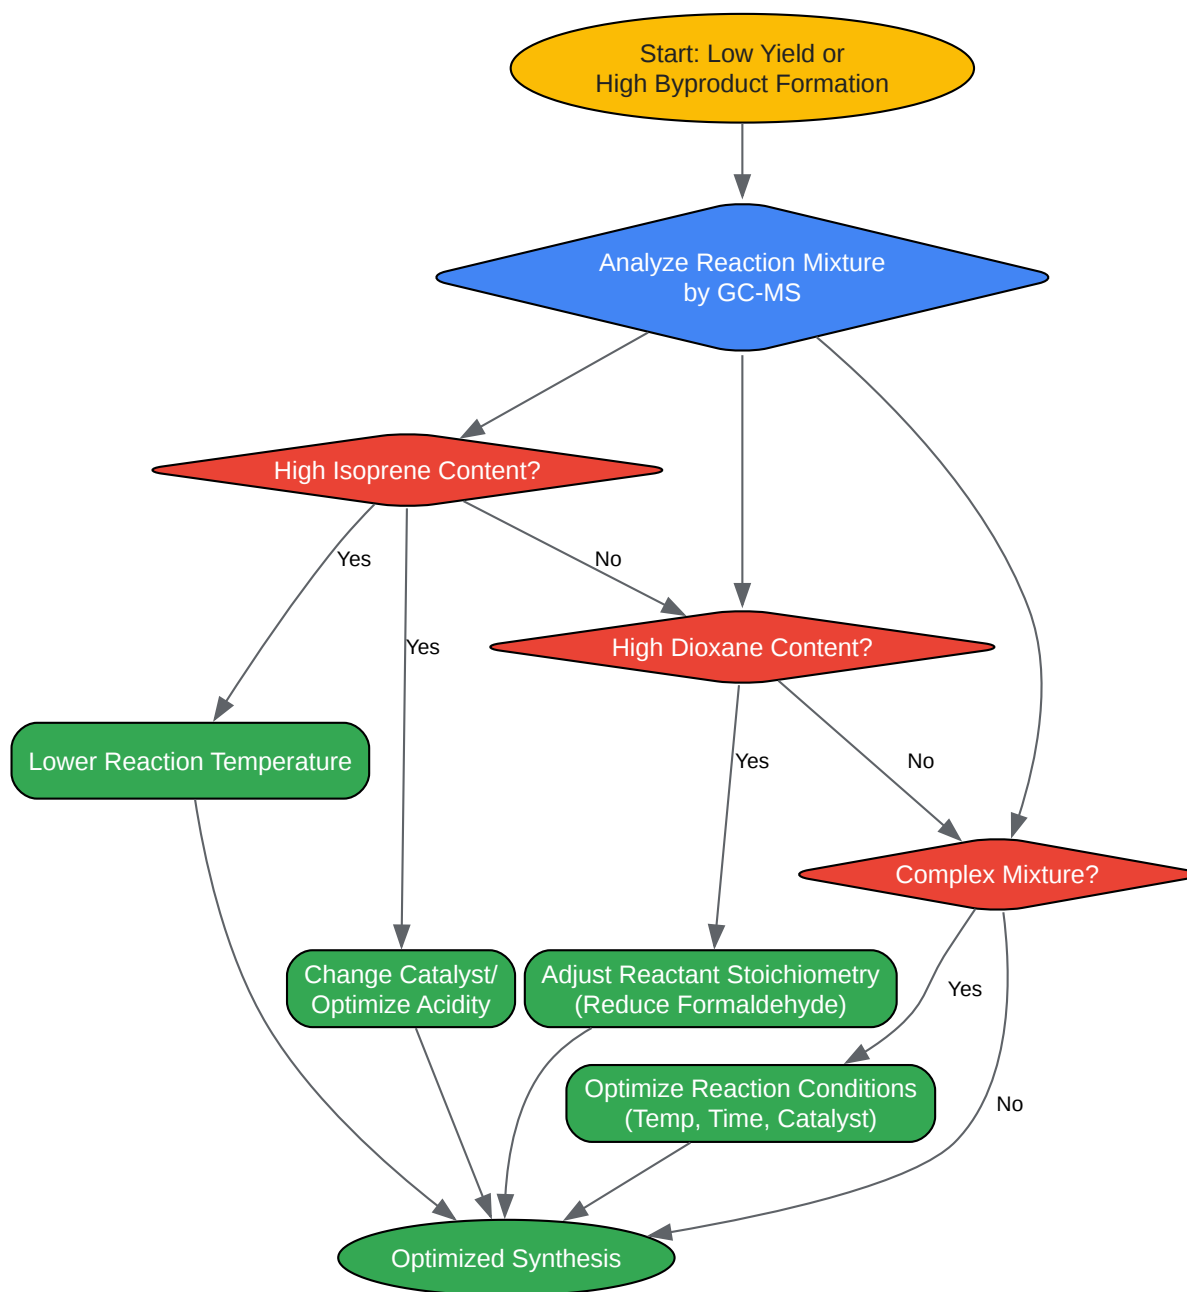 Start: Low Yield or
High Byproduct Formation
Analyze Reaction Mixture
by GC-MS
High Isoprene Content?
Yes
No
Yes
High Dioxane Content?
Lower Reaction Temperature
Yes
No
Complex Mixture?
Change Catalyst/
Optimize Acidity
Adjust Reactant Stoichiometry
(Reduce Formaldehyde)
Yes
Optimize Reaction Conditions
(Temp, Time, Catalyst)
No
Optimized Synthesis